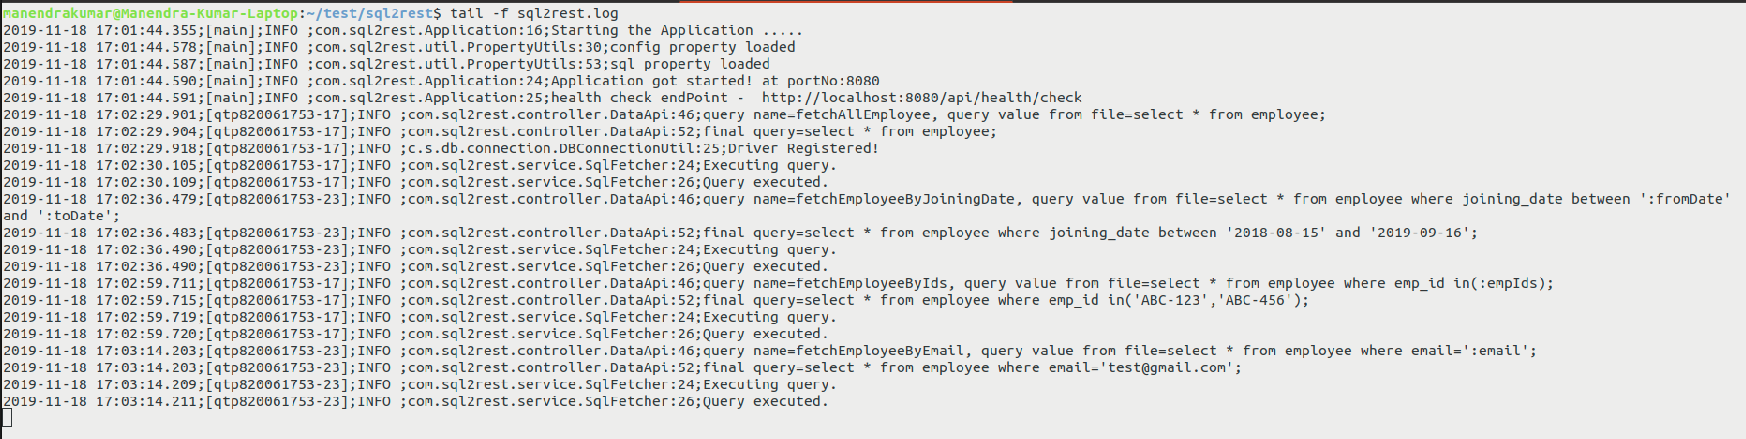 manendrakumar@Manendra-Kunar-Laptop:~/test/sql2rest$ tail -f sql2rest.log
2019-11-18 17:01:44.355;[main];INFO ;com.sql2rest.Application:16;Starting the Application .....
2019-11-18 17:01:44.578;[main];INFO ;com.sql2rest.util.PropertyUtils:30;config property loaded
2019-11-18 17:01:44.587;[main];INFO ;com.sql2rest.util.PropertyUtils:53;sql property loaded
2019-11-18 17:01:44.590;[main];INFO ;com.sql2rest.Application:24;Application got started! at portNo:8080
2019-11-18 17:01:44.591;[main];INFO ;com.sql2rest.Application:25;health check endPoint -  http://localhost:8080/api/health/check
2019-11-18 17:02:29.901;[qtp820061753-17];INFO ;com.sql2rest.controller.DataApi:46;query name=fetchAllEmployee, query value from file=select * from employee;
2019-11-18 17:02:29.904;[qtp820061753-17];INFO ;com.sql2rest.controller.DataApi:52;final query=select * from employee;
2019-11-18 17:02:29.918;[qtp820061753-17];INFO ;c.s.db.connection.DBConnectionUtil:25;Driver Registered!
2019-11-18 17:02:30.105;[qtp820061753-17];INFO ;com.sql2rest.service.SqlFetcher:24;Executing query.
2019-11-18 17:02:30.109;[qtp820061753-17];INFO ;com.sql2rest.service.SqlFetcher:26;Query executed.
2019-11-18 17:02:36.479;[qtp820061753-23];INFO ;com.sql2rest.controller.DataApi:46;query name=fetchEmployeeByJoiningDate, query value from file=select * from employee where joining_date between ':fromDate'
and ':toDate';
2019-11-18 17:02:36.483;[qtp820061753-23];INFO ;com.sql2rest.controller.DataApi:52;final query=select * from employee where joining_date between '2018-08-15' and '2019-09-16';
2019-11-18 17:02:36.490;[qtp820061753-23];INFO ;com.sql2rest.service.SqlFetcher:24;Executing query.
2019-11-18 17:02:36.490;[qtp820061753-23];INFO ;com.sql2rest.service.SqlFetcher:26;Query executed.
2019-11-18 17:02:59.711;[qtp820061753-17];INFO ;com.sql2rest.controller.DataApi:46;query name=fetchEmployeeByIds, query value from file=select * from employee where emp_id in(:empIds);
2019-11-18 17:02:59.715;[qtp820061753-17];INFO ;com.sql2rest.controller.DataApi:52;final query=select * from employee where emp_id in('ABC-123','ABC-456');
2019-11-18 17:02:59.719;[qtp820061753-17];INFO ;com.sql2rest.service.SqlFetcher:24;Executing query.
2019-11-18 17:02:59.720;[qtp820061753-17];INFO ;com.sql2rest.service.SqlFetcher:26;Query executed.
2019-11-18 17:03:14.203;[qtp820061753-23];INFO ;com.sql2rest.controller.DataApi:46;query name=fetchEmployeeByEmail, query value from file=select * from employee where email=':email';
2019-11-18 17:03:14.203;[qtp820061753-23];INFO ;com.sql2rest.controller.DataApi:52;final query=select * from employee where email='test@gmail.com';
2019-11-18 17:03:14.209;[qtp820061753-23];INFO ;com.sql2rest.service.SqlFetcher:24;Executing query.
2019-11-18 17:03:14.211;[qtp820061753-23];INFO ;com.sql2rest.service.SqlFetcher:26;Query executed.